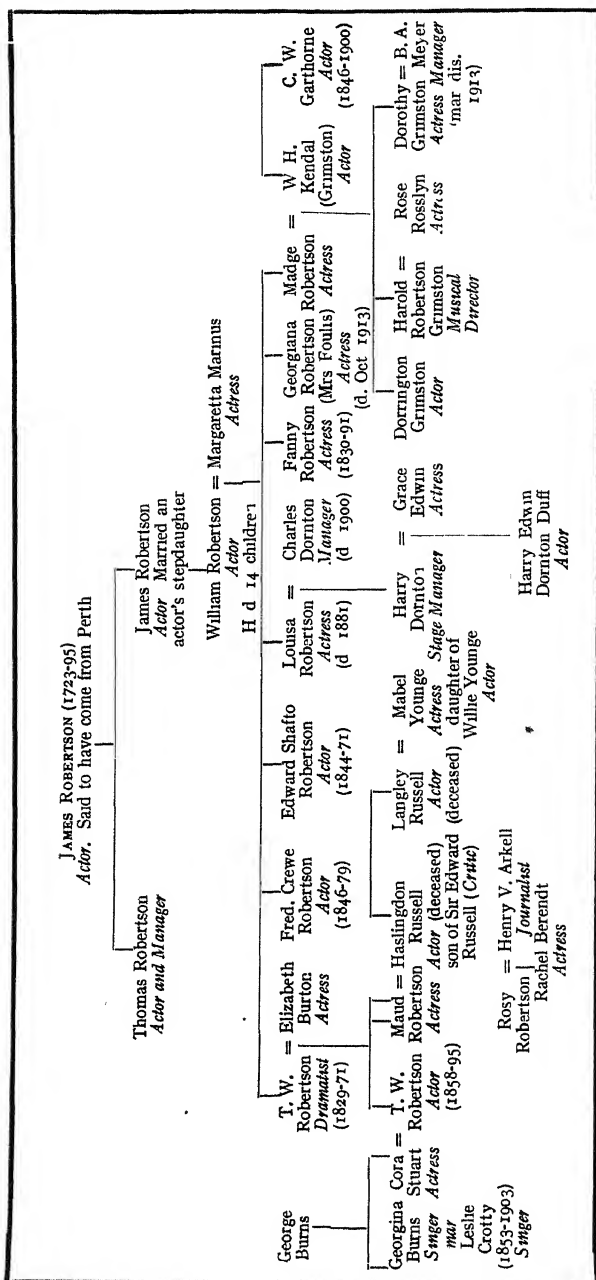 JAMES ROBERTSON (1723-95)
Actor. Said to have come from Perth
Thomas Robertson
Actor and Manager
James Robertson
Actor Married an
actor's stepdaughter
William Robertson = Margaretta Marinus
Actor
Actress
H d 14 children
T. W.
Robertson
Dramatist
(1829-71)
= Elizabeth
Burton
Actress
Fred. Crewe
Robertson
Actor
(1846-79)
Edward Shafto
Robertson
Actor
(1844-71)
Louisa =
Robertson
Actress
(d 1881)
Charles
Dornton
Manager
(d 1900)
Fanny
Robertson
Actress
(1830-91)
Georgiana
Robertson
(Mrs Foulis)
Actress
(d. Oct 1913)
Madge =
Robertson
Actress
W H.
Kendal
(Grimston)
Actor
C. W.
Garthorne
Actor
(1846-1900)
George
Burns
Georgina
Burns
Singer
mar
Leslie
Crotty
(1853-1903)
Singer
Cora =
Stuart
Actress
T. W.
Robertson
Actor
(1858-95)
Maud =
Robertson
Actress
Haslingdon
Russell
Actor (deceased)
son of Sir Edward
Russell (Critic)
Langley =
Russell
Actor
(deceased)
Mabel
Younge
Actress
daughter of
Willie Younge
Actor
Harry =
Dornton
Stage Manager
Grace
Edwin
Actress
Dorrington
Grimston
Actor
Harold =
Robertson
Grimston
Musical
Director
Rose
Rosslyn
Actress
Dorothy = B. A.
Grimston Meyer
Actress Manager
'mar dis.
1913)
Rosy = Henry V. Arkell
Robertson Journalist
Rachel Berendt
Actress
Harry Edwin
Dornton Duff
Actor